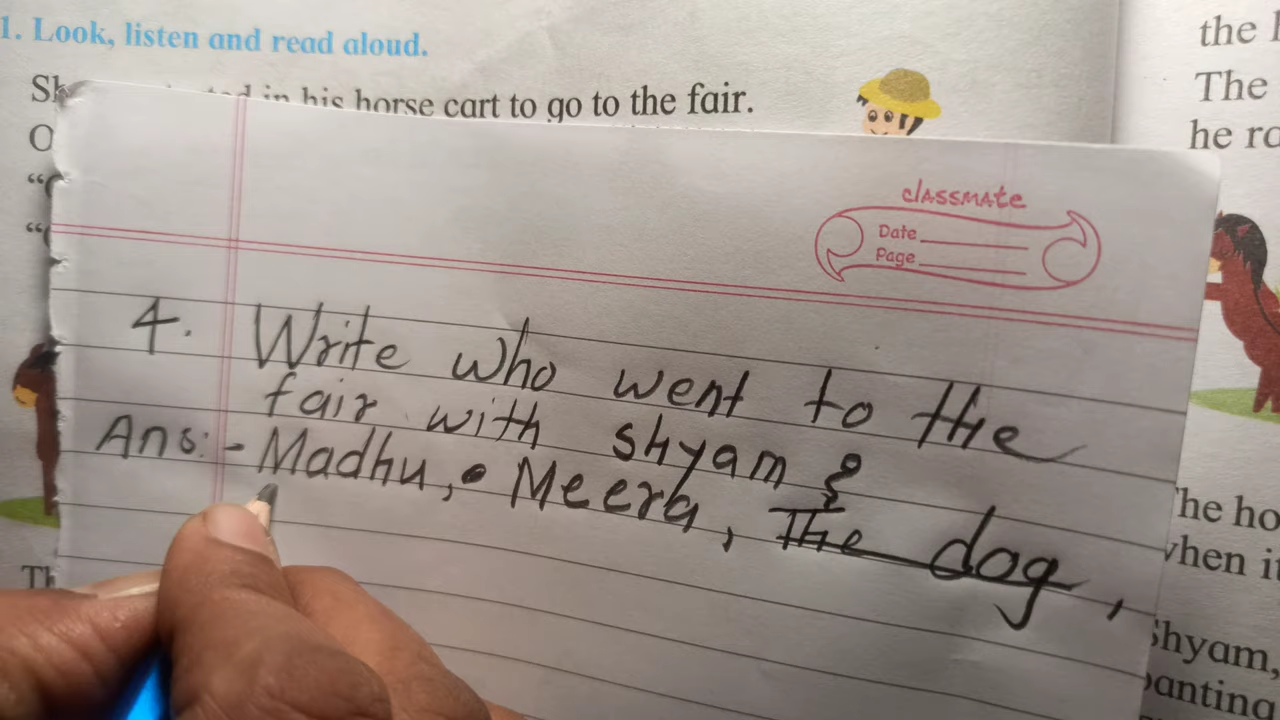 1. Look, listen and read aloud.
in his horse cart to go to the fair.
the
The
he
classmate
Date
Page
4. Write who went to the
fair with shyam ?
Ans:- Madhu, Meera, The dog,
The ho
when it
Shyam,
panting